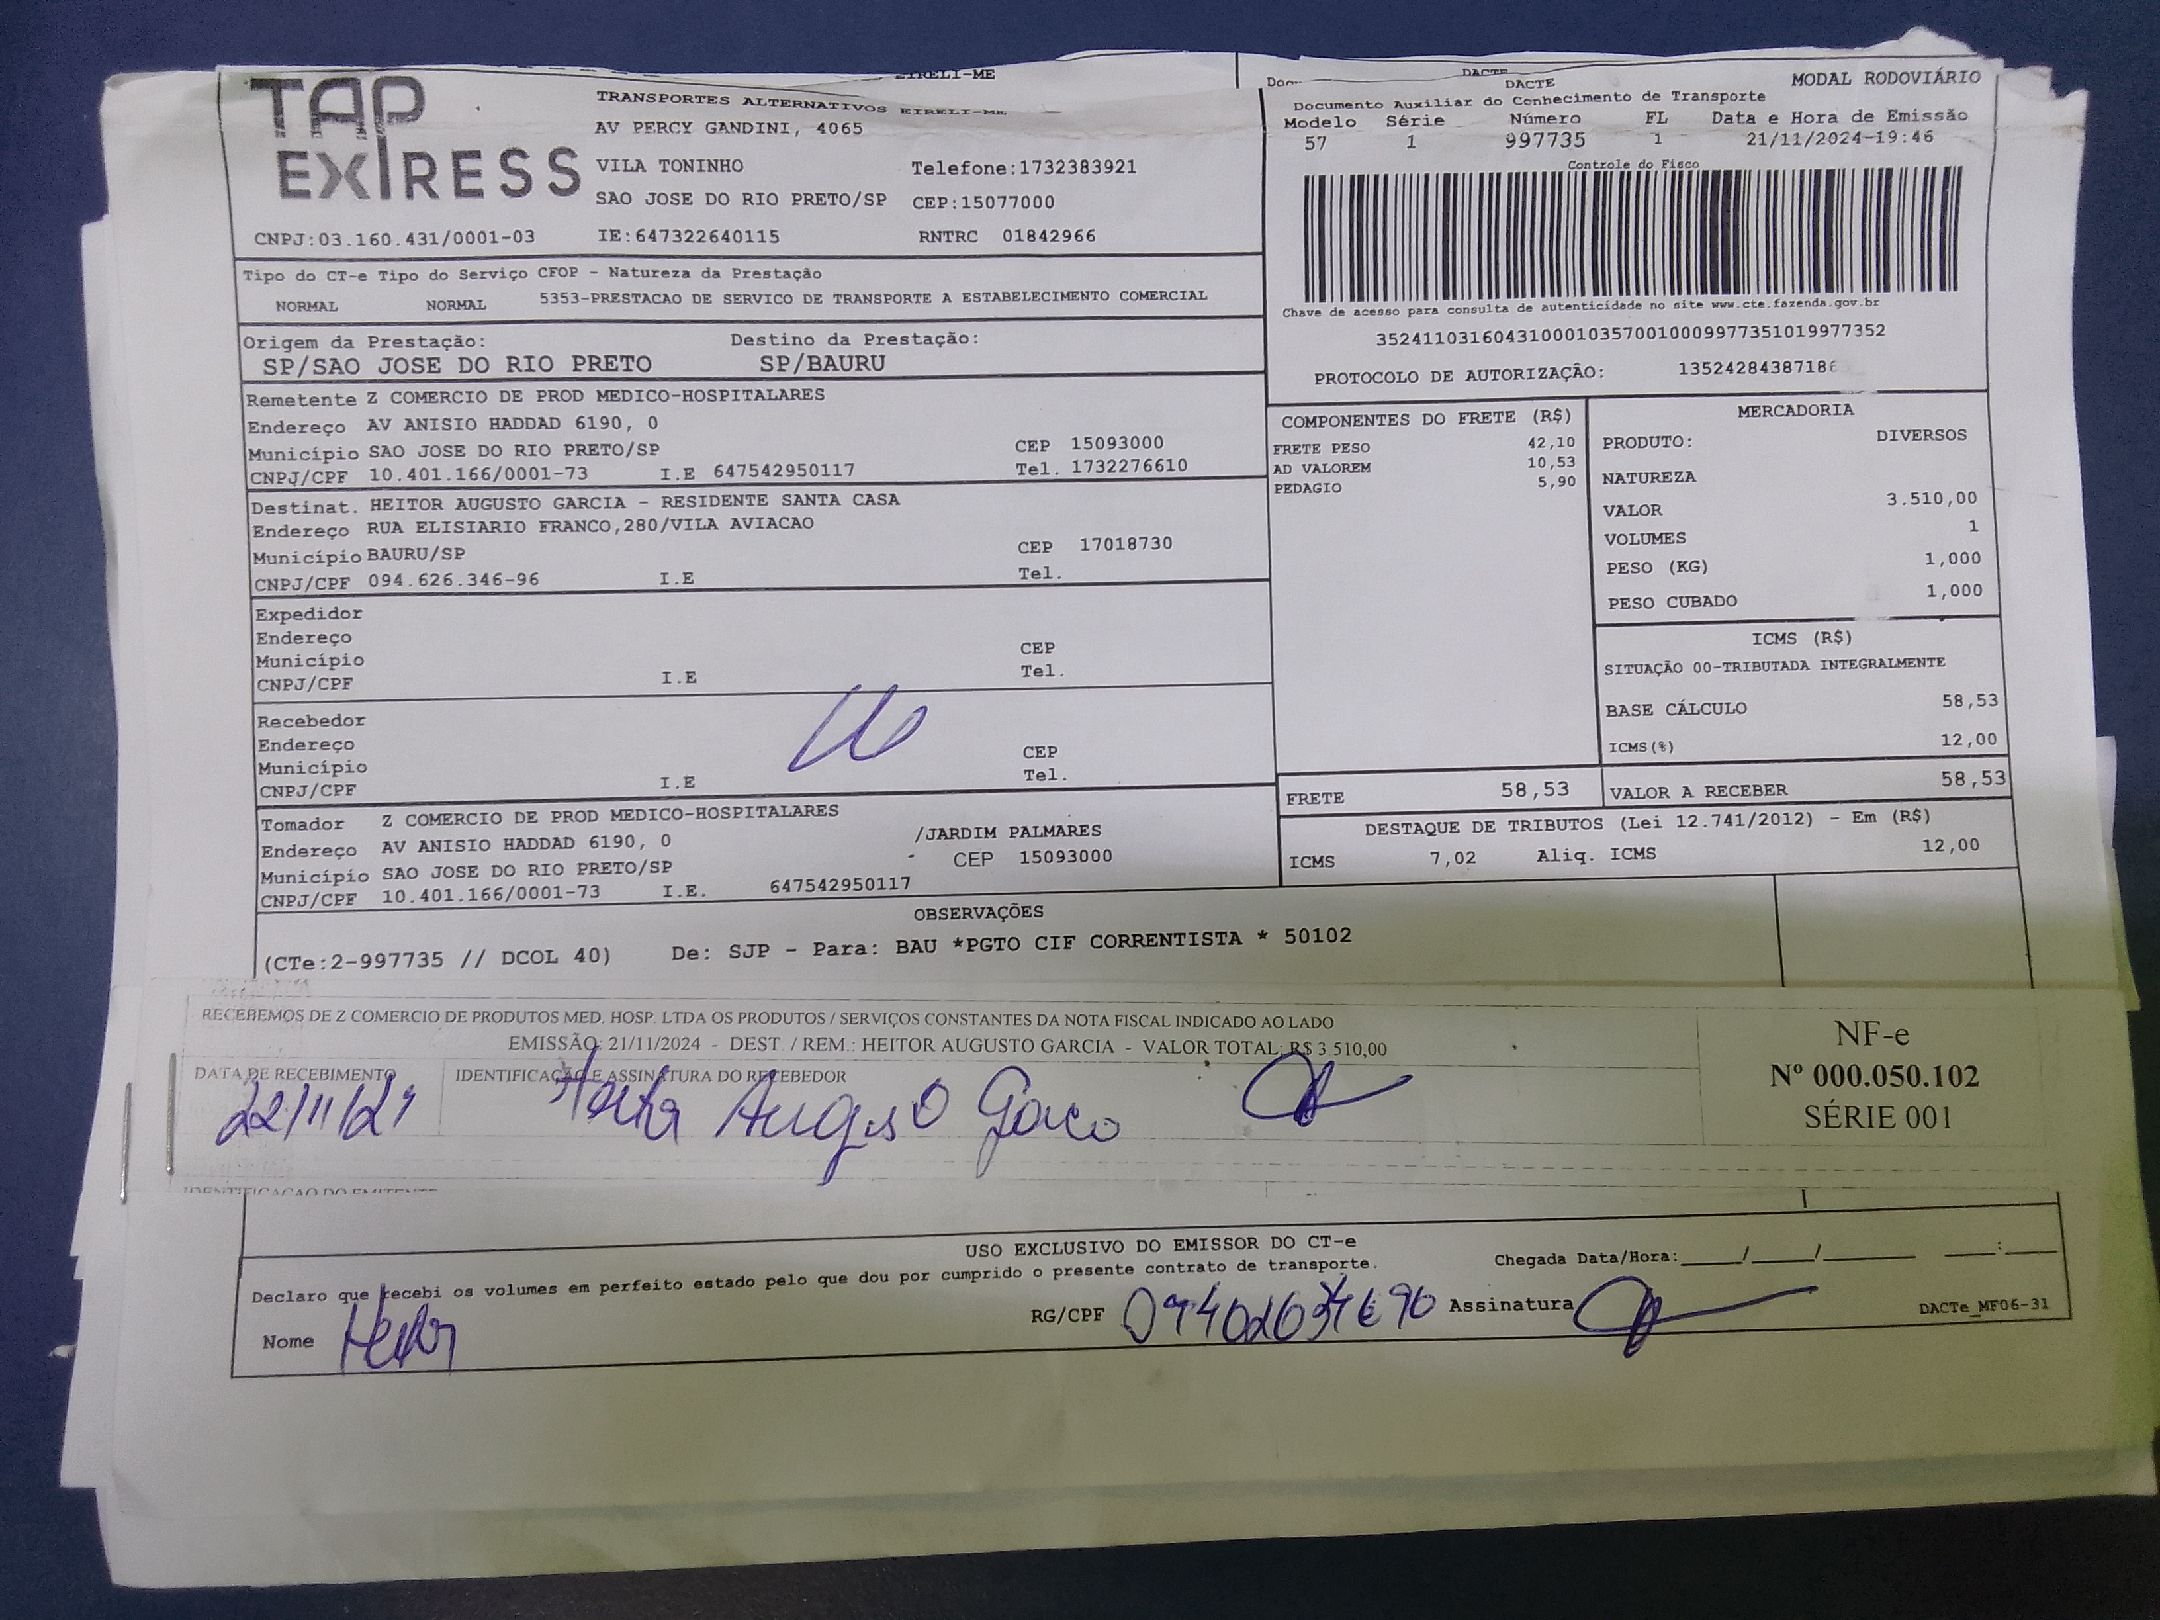 EIRELI-ME
TAP EXPRESS
TRANSPORTES ALTERNATIVOS EIRELI-ME
AV PERCY GANDINI, 4065
VILA TONINHO Telefone:1732383921
SAO JOSE DO RIO PRETO/SP CEP:15077000
CNPJ:03.160.431/0001-03 IE:647322640115 RNTRC 01842966
DACTE
DACTE MODAL RODOVIÁRIO
Documento Auxiliar do Conhecimento de Transporte
Modelo Série Número FL Data e Hora de Emissão
57 1 997735 1 21/11/2024-19:46
Controle do Fisco
Chave de acesso para consulta de autenticidade no site www.cte.fazenda.gov.br
35241103160431000103570010009977351019977352
PROTOCOLO DE AUTORIZAÇÃO: 13524284387186
Tipo do CT-e Tipo do Serviço CFOP - Natureza da Prestação
NORMAL NORMAL 5353-PRESTACAO DE SERVICO DE TRANSPORTE A ESTABELECIMENTO COMERCIAL
Origem da Prestação: Destino da Prestação:
SP/SAO JOSE DO RIO PRETO SP/BAURU
Remetente Z COMERCIO DE PROD MEDICO-HOSPITALARES
Endereço AV ANISIO HADDAD 6190, 0
Município SAO JOSE DO RIO PRETO/SP CEP 15093000
CNPJ/CPF 10.401.166/0001-73 I.E 647542950117 Tel. 1732276610
Destinat. HEITOR AUGUSTO GARCIA - RESIDENTE SANTA CASA
Endereço RUA ELISIARIO FRANCO,280/VILA AVIACAO
Município BAURU/SP CEP 17018730
CNPJ/CPF 094.626.346-96 I.E Tel.
Expedidor
Endereço
Município CEP
CNPJ/CPF I.E Tel.
Recebedor
Endereço
Município CEP
CNPJ/CPF I.E Tel.
Tomador Z COMERCIO DE PROD MEDICO-HOSPITALARES
Endereço AV ANISIO HADDAD 6190, 0 /JARDIM PALMARES
Município SAO JOSE DO RIO PRETO/SP CEP 15093000
CNPJ/CPF 10.401.166/0001-73 I.E. 647542950117
COMPONENTES DO FRETE (R$)
FRETE PESO 42,10
AD VALOREM 10,53
PEDAGIO 5,90
MERCADORIA
PRODUTO: DIVERSOS
NATUREZA
VALOR 3.510,00
VOLUMES 1
PESO (KG) 1,000
PESO CUBADO 1,000
ICMS (R$)
SITUAÇÃO 00-TRIBUTADA INTEGRALMENTE
BASE CÁLCULO 58,53
ICMS(%) 12,00
FRETE 58,53 VALOR A RECEBER 58,53
DESTAQUE DE TRIBUTOS (Lei 12.741/2012) - Em (R$)
ICMS 7,02 Aliq. ICMS 12,00
OBSERVAÇÕES
(CTe:2-997735 // DCOL 40) De: SJP - Para: BAU *PGTO CIF CORRENTISTA * 50102
RECEBEMOS DE Z COMERCIO DE PRODUTOS MED. HOSP. LTDA OS PRODUTOS / SERVIÇOS CONSTANTES DA NOTA FISCAL INDICADO AO LADO
EMISSÃO: 21/11/2024 - DEST. / REM.: HEITOR AUGUSTO GARCIA - VALOR TOTAL: R$ 3.510,00
DATA DE RECEBIMENTO IDENTIFICAÇÃO E ASSINATURA DO RECEBEDOR
22/11/24 Heitor Augusto Garcia
NF-e
Nº 000.050.102
SÉRIE 001
IDENTIFICAÇÃO DO EMITENTE
USO EXCLUSIVO DO EMISSOR DO CT-e
Declaro que recebi os volumes em perfeito estado pelo que dou por cumprido o presente contrato de transporte.
Chegada Data/Hora:_____/_____/_______ ____:____
Nome Heitor RG/CPF Assinatura
DACTe_MF06-31